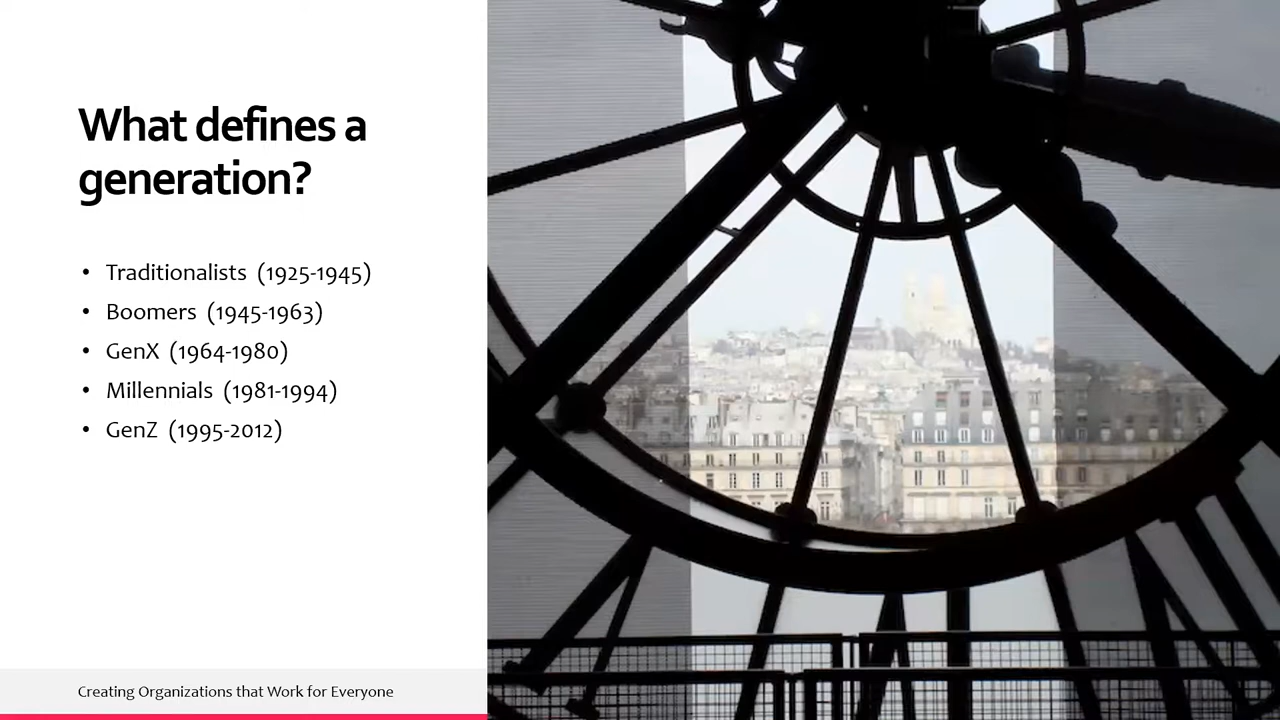 What defines a
generation?
• Traditionalists (1925-1945)
• Boomers (1945-1963)
• GenX (1964-1980)
• Millennials (1981-1994)
• GenZ (1995-2012)
Creating Organizations that Work for Everyone